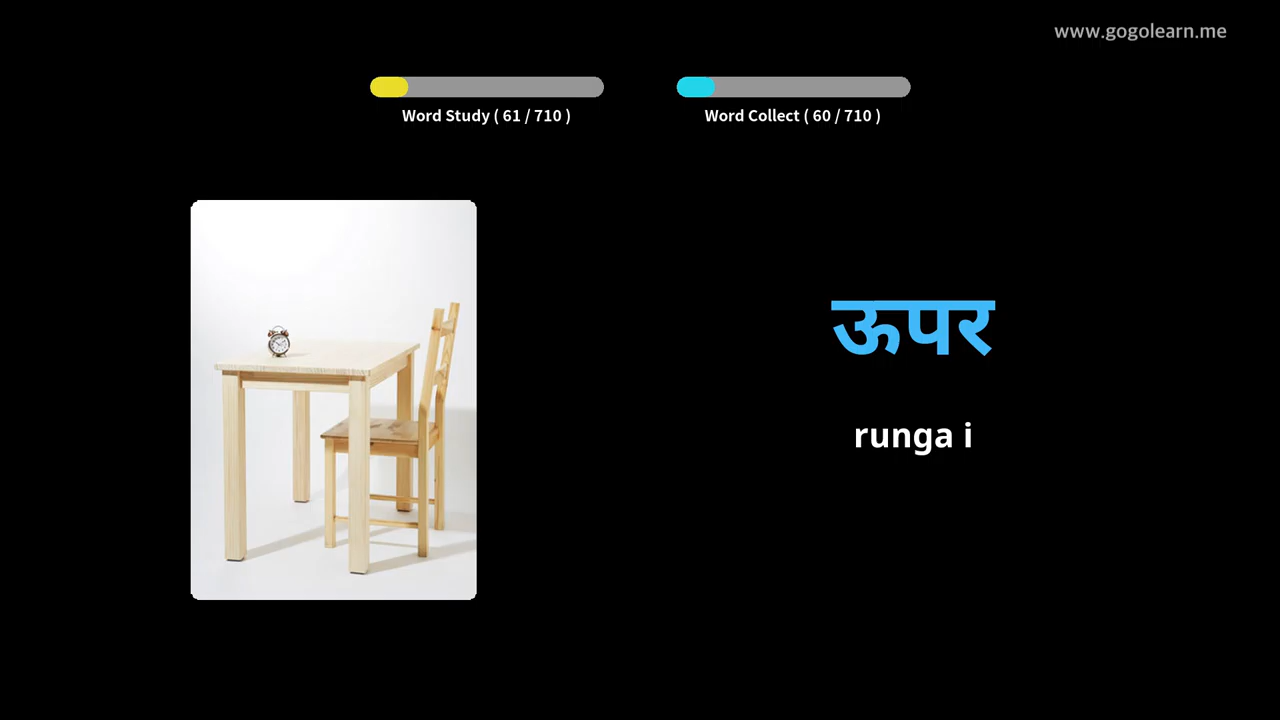 www.gogolearn.me
Word Study ( 61 / 710 )
Word Collect ( 60 / 710 )
ऊपर
runga i